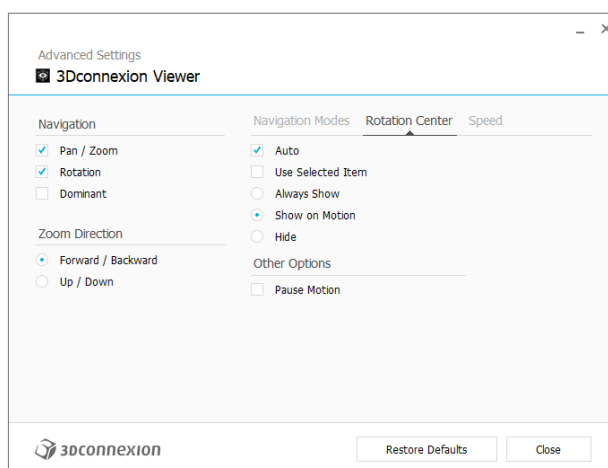 Advanced Settings
3Dconnexion Viewer
Navigation
Pan / Zoom
Rotation
Dominant
Zoom Direction
Forward / Backward
Up / Down
Navigation Modes Rotation Center Speed
Auto
Use Selected Item
Always Show
Show on Motion
Hide
Other Options
Pause Motion
3Dconnexion
Restore Defaults Close